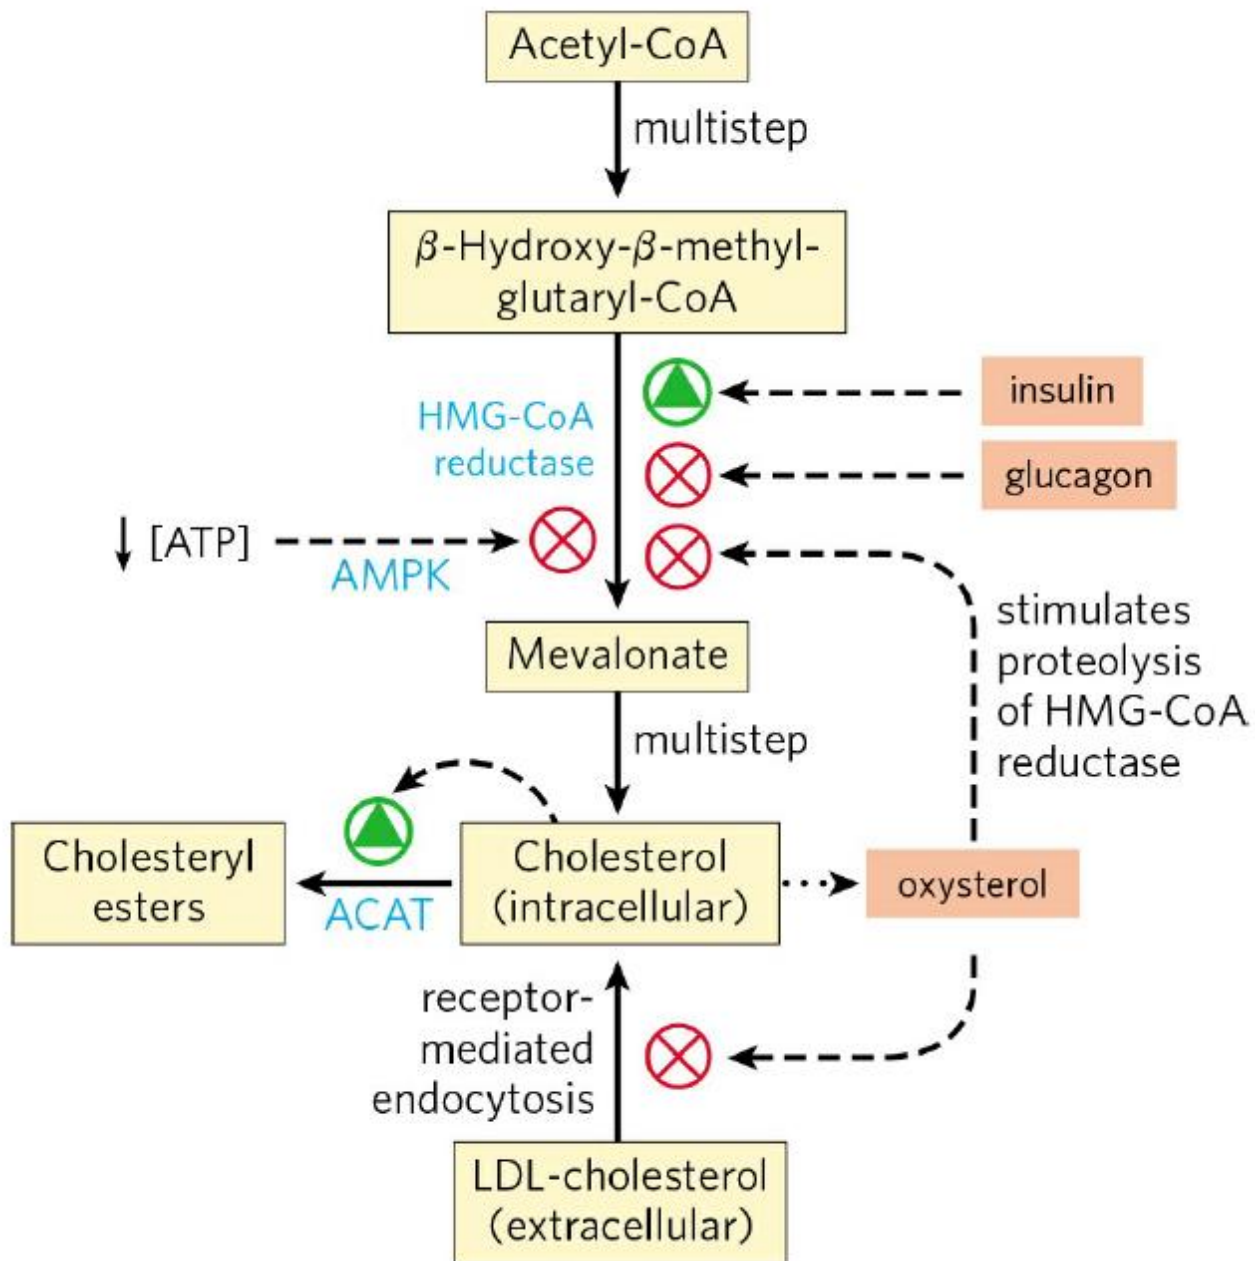 Acetyl-CoA
multistep
β-Hydroxy-β-methyl-
glutaryl-CoA
HMG-CoA
reductase
insulin
glucagon
↓ [ATP]
AMPK
stimulates
proteolysis
of HMG-CoA
reductase
Mevalonate
multistep
Cholesteryl
esters
ACAT
Cholesterol
(intracellular)
oxysterol
receptor-
mediated
endocytosis
LDL-cholesterol
(extracellular)